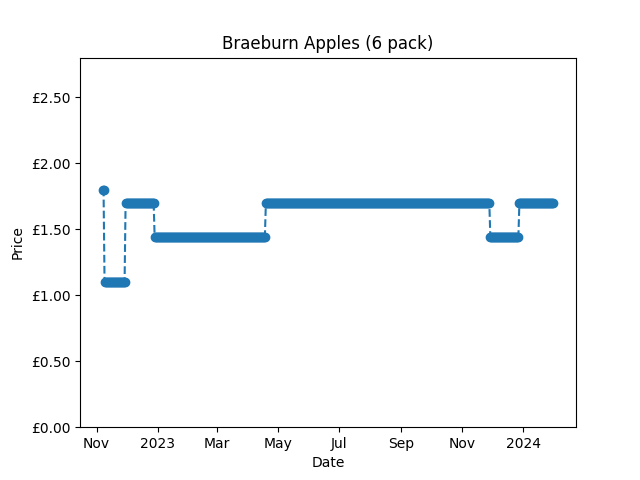 Braeburn Apples (6 pack)
£2.50
£2.00
£1.50
£1.00
£0.50
£0.00
Price
Nov 2023 Mar May Jul Sep Nov 2024
Date